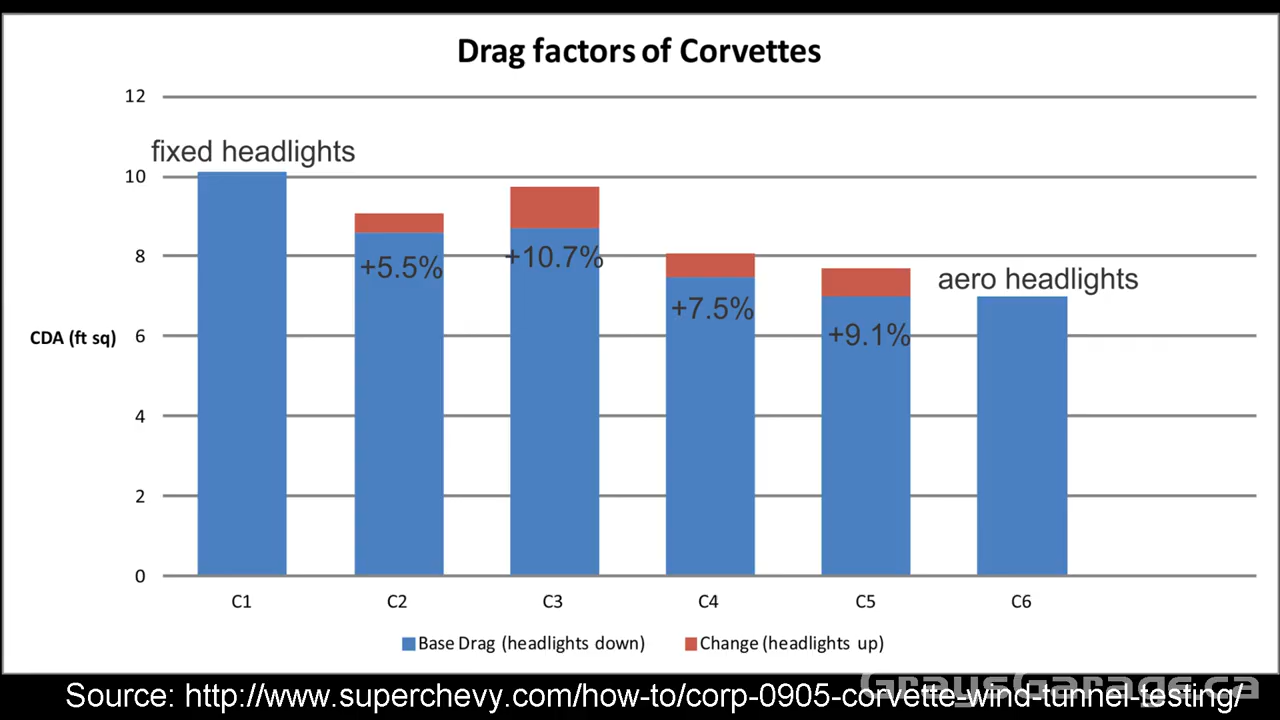 Drag factors of Corvettes
12
fixed headlights
10
8
+5.5%
+10.7%
+7.5%
+9.1%
aero headlights
CDA (ft sq)
6
4
2
0
C1 C2 C3 C4 C5 C6
Base Drag (headlights down) Change (headlights up)
GraysGarage.ca
Source: http://www.superchevy.com/how-to/corp-0905-corvette-wind-tunnel-testing/